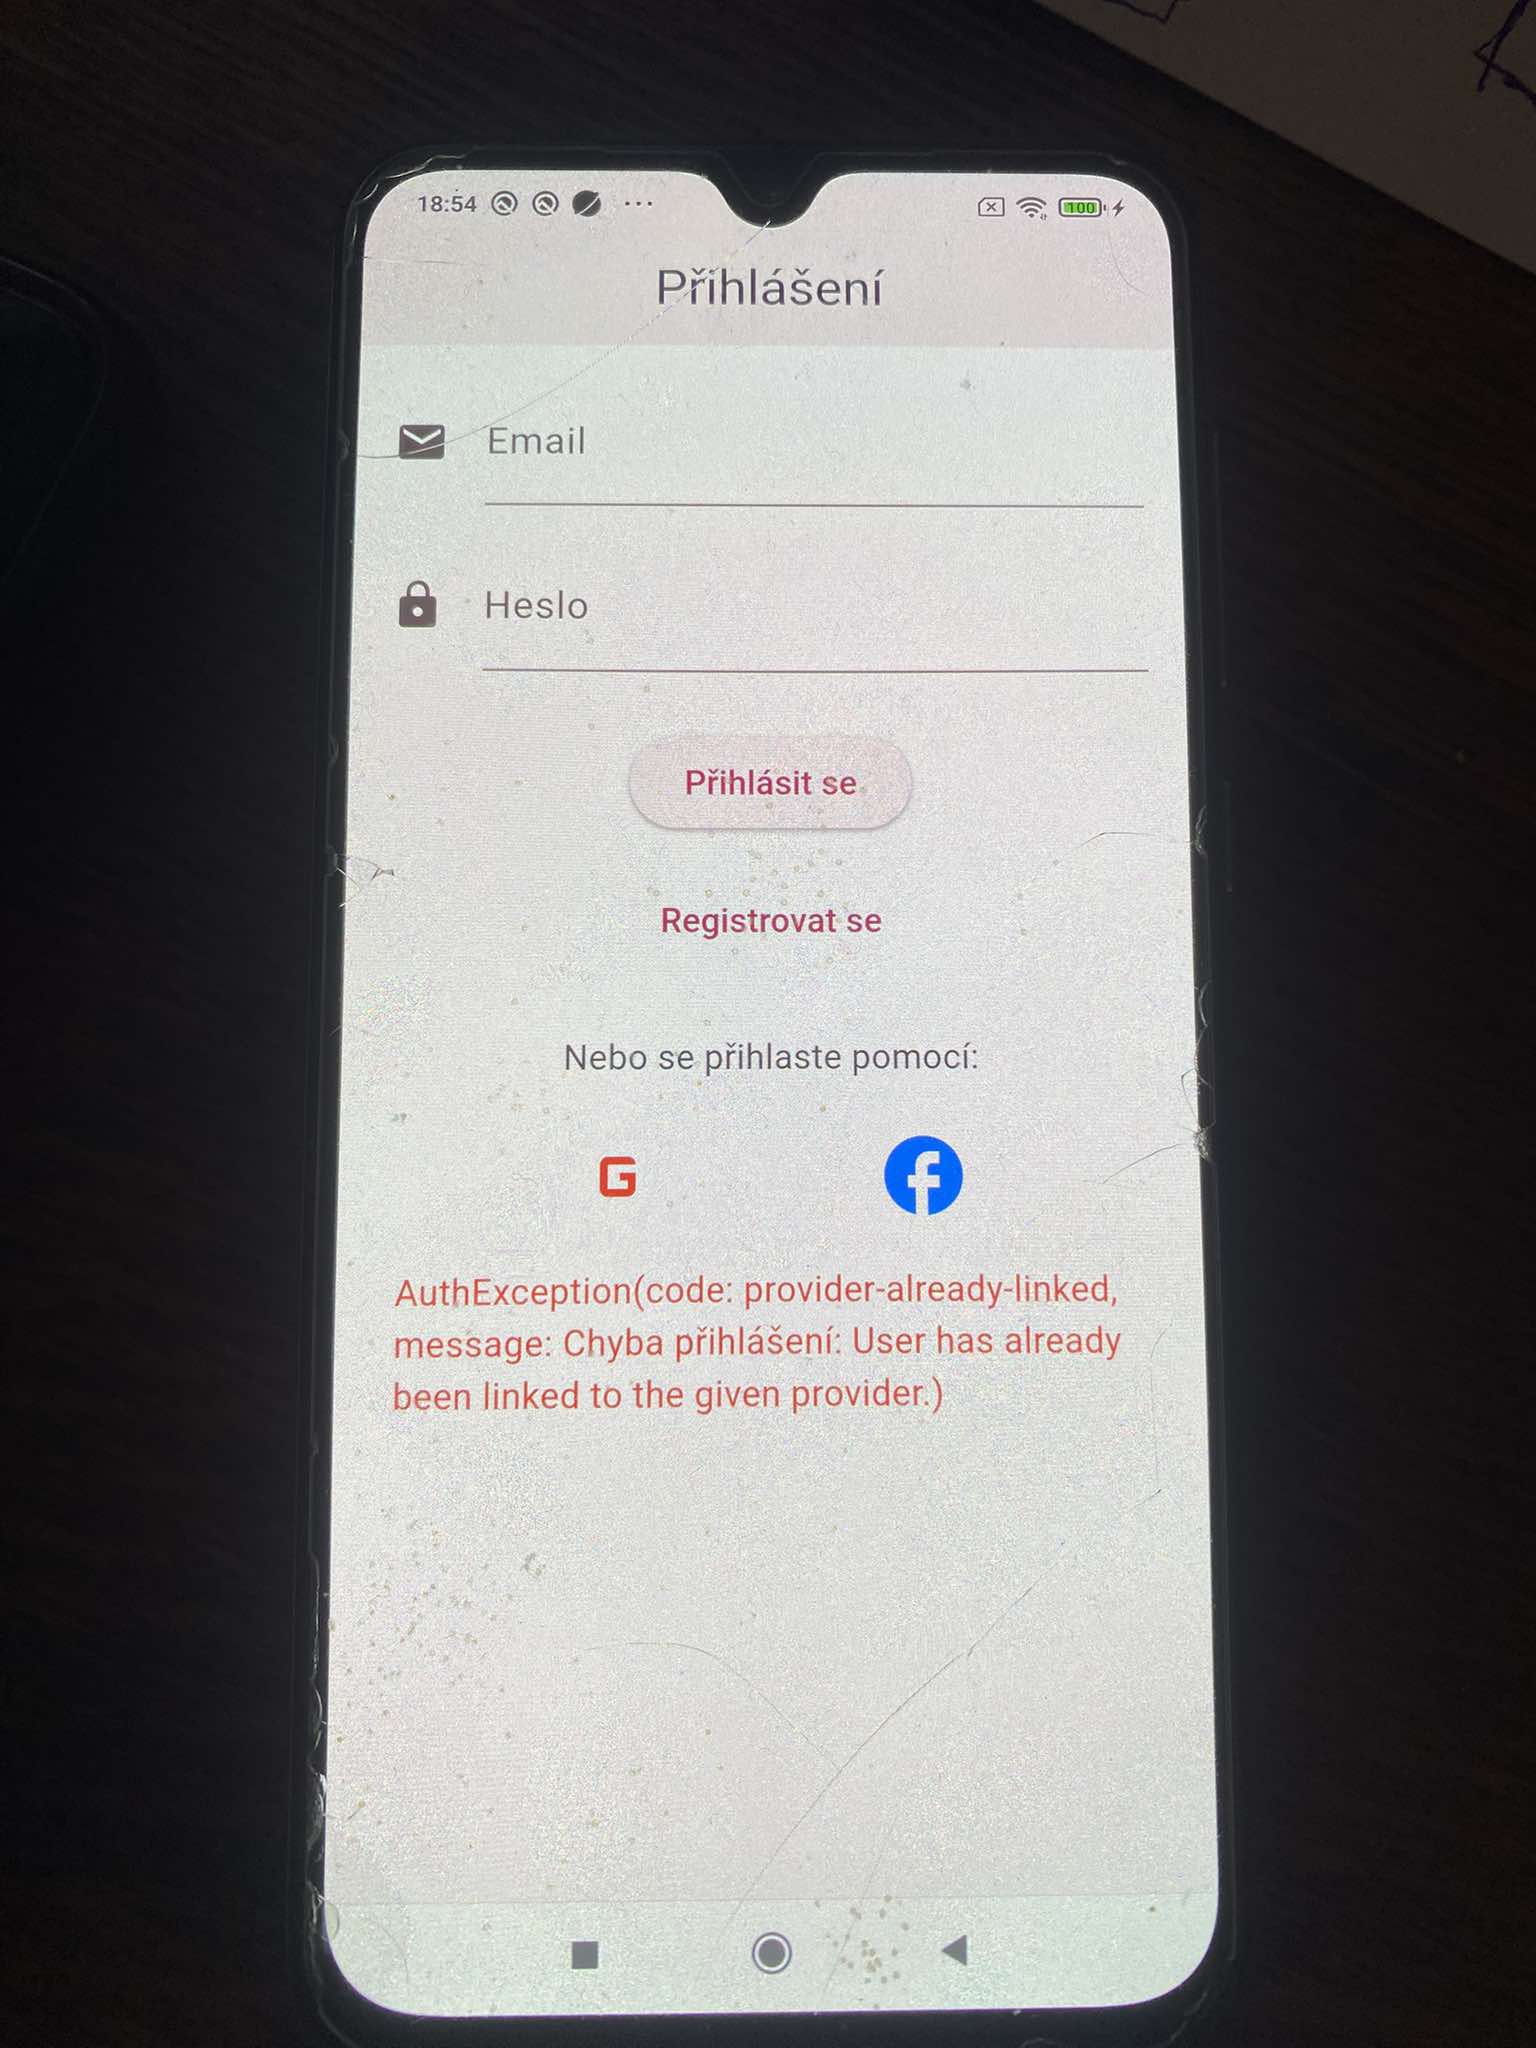 18:54
100
Přihlášení
Email
Heslo
Přihlásit se
Registrovat se
Nebo se přihlaste pomocí:
G f
AuthException(code: provider-already-linked,
message: Chyba přihlášení: User has already
been linked to the given provider.)